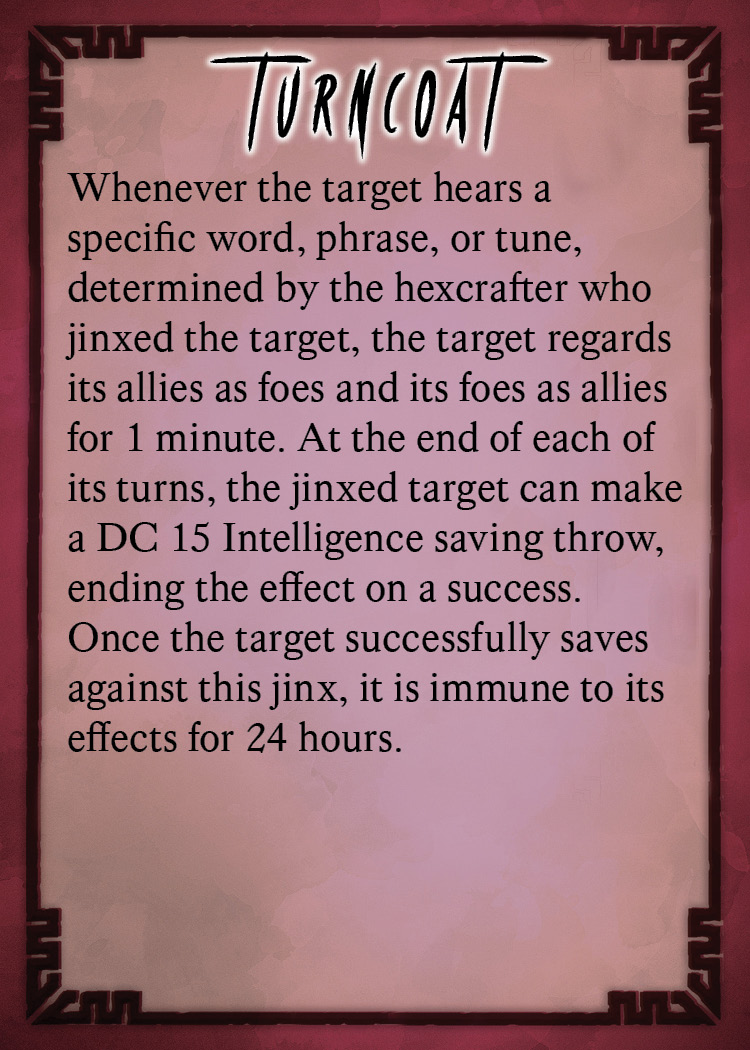 TURNCOAT
Whenever the target hears a
specific word, phrase, or tune,
determined by the hexcrafter who
jinxed the target, the target regards
its allies as foes and its foes as allies
for 1 minute. At the end of each of
its turns, the jinxed target can make
a DC 15 Intelligence saving throw,
ending the effect on a success.
Once the target successfully saves
against this jinx, it is immune to its
effects for 24 hours.